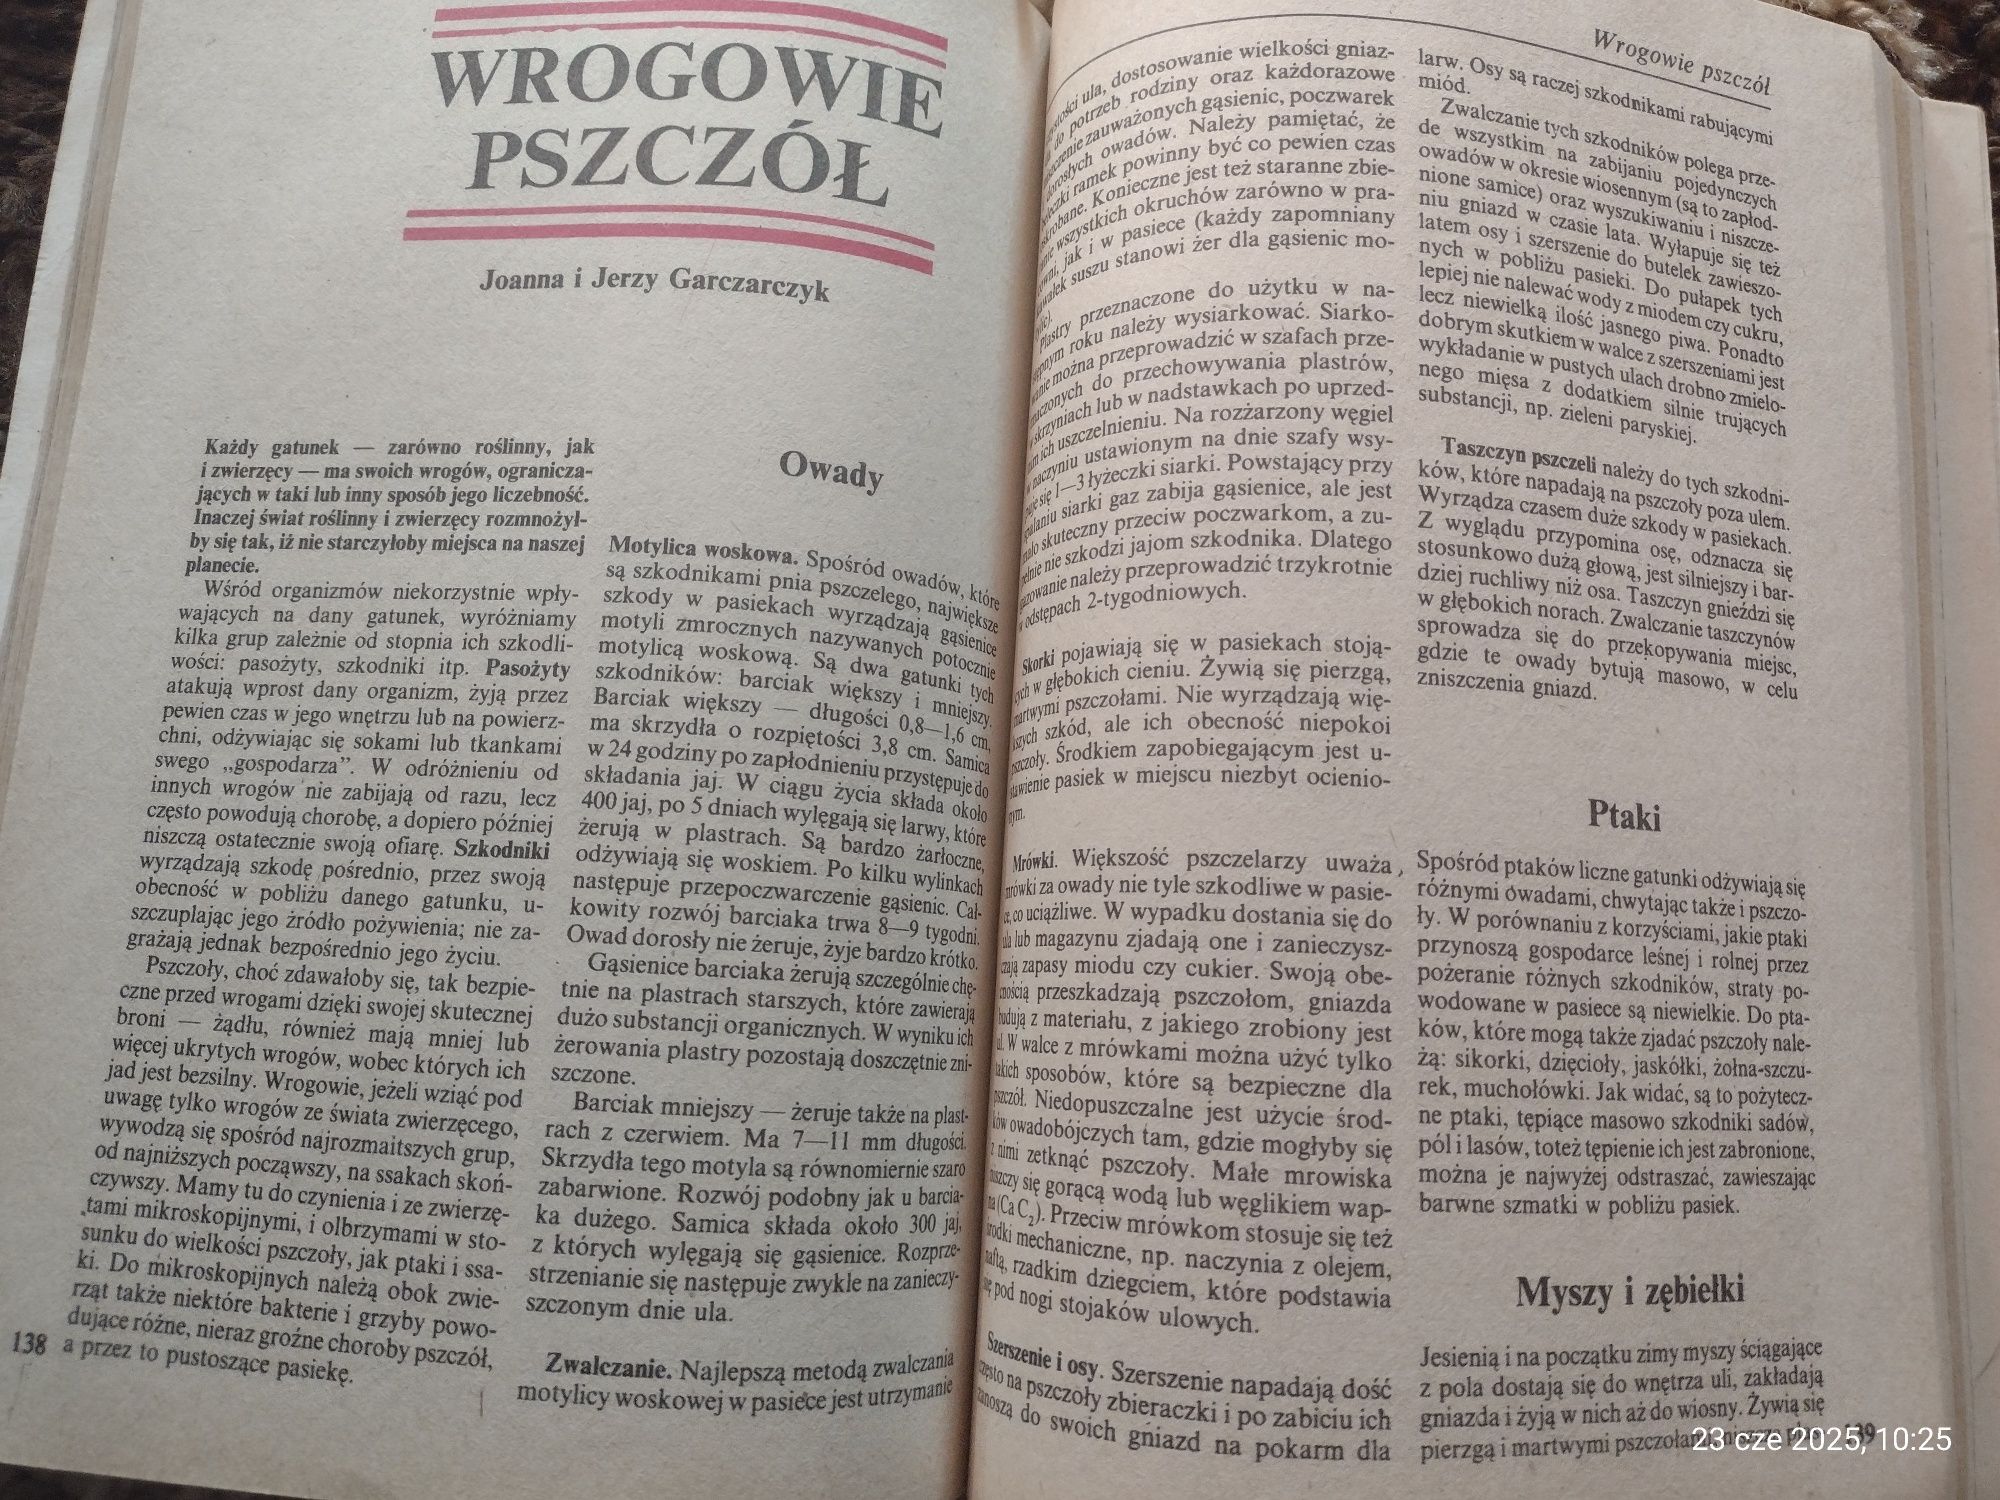 WROGOWIE
PSZCZÓŁ
Joanna i Jerzy Garczarczyk
Każdy gatunek — zarówno roślinny, jak
i zwierzęcy — ma swoich wrogów, ogranicza-
jących w taki lub inny sposób jego liczebność.
Inaczej świat roślinny i zwierzęcy rozmnożył-
by się tak, iż nie starczyłoby miejsca na naszej
planecie.
Wśród organizmów niekorzystnie wpły-
wających na dany gatunek, wyróżniamy
kilka grup zależnie od stopnia ich szkodli-
wości: pasożyty, szkodniki itp. Pasożyty
atakują wprost dany organizm, żyją przez
pewien czas w jego wnętrzu lub na powierz-
chni, odżywiając się sokami lub tkankami
swego „gospodarza”. W odróżnieniu od
innych wrogów nie zabijają od razu, lecz
często powodują chorobę, a dopiero później
niszczą ostatecznie swoją ofiarę. Szkodniki
wyrządzają szkodę pośrednio, przez swoją
obecność w pobliżu danego gatunku, u-
szczuplając jego źródło pożywienia; nie za-
grażają jednak bezpośrednio jego życiu.
Pszczoły, choć zdawałoby się, tak bezpie-
czne przed wrogami dzięki swojej skutecznej
broni — żądłu, również mają mniej lub
więcej ukrytych wrogów, wobec których ich
jad jest bezsilny. Wrogowie, jeżeli wziąć pod
uwagę tylko wrogów ze świata zwierzęcego,
wywodzą się spośród najrozmaitszych grup,
od najniższych począwszy, na ssakach skoń-
czywszy. Mamy tu do czynienia i ze zwierzę-
tami mikroskopijnymi, i olbrzymami w sto-
sunku do wielkości pszczoły, jak ptaki i ssa-
ki. Do mikroskopijnych należą obok zwie-
rząt także niektóre bakterie i grzyby powo-
dujące różne, nieraz groźne choroby pszczół,
a przez to pustoszące pasiekę.
138
Owady
Motylica woskowa. Spośród owadów, które
są szkodnikami pnia pszczelego, największe
szkody w pasiekach wyrządzają gąsienice
motyli zmrocznych nazywanych potocznie
motylicą woskową. Są dwa gatunki tych
szkodników: barciak większy i mniejszy.
Barciak większy — długości 0,8—1,6 cm,
ma skrzydła o rozpiętości 3,8 cm. Samica
w 24 godziny po zapłodnieniu przystępuje do
składania jaj. W ciągu życia składa około
400 jaj, po 5 dniach wylęgają się larwy, które
żerują w plastrach. Są bardzo żarłoczne,
odżywiają się woskiem. Po kilku wylinkach
następuje przepoczwarczenie gąsienic. Cał-
kowity rozwój barciaka trwa 8—9 tygodni.
Owad dorosły nie żeruje, żyje bardzo krótko.
Gąsienice barciaka żerują szczególnie chę-
tnie na plastrach starszych, które zawierają
dużo substancji organicznych. W wyniku ich
żerowania plastry pozostają doszczętnie zni-
szczone.
Barciak mniejszy — żeruje także na plast-
rach z czerwiem. Ma 7—11 mm długości.
Skrzydła tego motyla są równomiernie szaro
zabarwione. Rozwój podobny jak u barcia-
ka dużego. Samica składa około 300 jaj,
z których wylęgają się gąsienice. Rozprze-
strzenianie się następuje zwykle na zanieczy-
szczonym dnie ula.
Zwalczanie. Najlepszą metodą zwalczania
motylicy woskowej w pasiece jest utrzymanie
Wrogowie pszczół
ula, dostosowanie wielkości gniaz-
do potrzeb rodziny oraz każdorazowe
zauważonych gąsienic, poczwarek
dorosłych owadów. Należy pamiętać, że
ramek powinny być co pewien czas
Konieczne jest też staranne zbie-
wszystkich okruchów zarówno w pra-
jak i w pasiece (każdy zapomniany
suszu stanowi żer dla gąsienic mo-
Plastry przeznaczone do użytku w na-
roku należy wysiarkować. Siarko-
można przeprowadzić w szafach prze-
do przechowywania plastrów,
skrzyniach lub w nadstawkach po uprzed-
ich uszczelnieniu. Na rozżarzony węgiel
naczyniu ustawionym na dnie szafy wsy-
się 1—3 łyżeczki siarki. Powstający przy
spalaniu siarki gaz zabija gąsienice, ale jest
mało skuteczny przeciw poczwarkom, a zu-
pełnie nie szkodzi jajom szkodnika. Dlatego
gazowanie należy przeprowadzić trzykrotnie
w odstępach 2-tygodniowych.
Skorki pojawiają się w pasiekach stoją-
cych w głębokich cieniu. Żywią się pierzgą,
martwymi pszczołami. Nie wyrządzają wię-
kszych szkód, ale ich obecność niepokoi
pszczoły. Środkiem zapobiegającym jest u-
stawienie pasiek w miejscu niezbyt ocienio-
nym.
Mrówki. Większość pszczelarzy uważa
mrówki za owady nie tyle szkodliwe w pasie-
ce, co uciążliwe. W wypadku dostania się do
ula lub magazynu zjadają one i zanieczysz-
czają zapasy miodu czy cukier. Swoją obe-
cnością przeszkadzają pszczołom, gniazda
budują z materiału, z jakiego zrobiony jest
ul. W walce z mrówkami można użyć tylko
takich sposobów, które są bezpieczne dla
pszczół. Niedopuszczalne jest użycie środ-
ków owadobójczych tam, gdzie mogłyby się
z nimi zetknąć pszczoły. Małe mrowiska
niszczy się gorącą wodą lub węglikiem wap-
na (CaC2). Przeciw mrówkom stosuje się też
środki mechaniczne, np. naczynia z olejem,
naftą, rzadkim dziegciem, które podstawia
się pod nogi stojaków ulowych.
Szerszenie i osy. Szerszenie napadają dość
często na pszczoły zbieraczki i po zabiciu ich
zanoszą do swoich gniazd na pokarm dla
larw. Osy są raczej szkodnikami rabującymi
miód.
Zwalczanie tych szkodników polega prze-
de wszystkim na zabijaniu pojedynczych
owadów w okresie wiosennym (są to zapłod-
nione samice) oraz wyszukiwaniu i niszcze-
niu gniazd w czasie lata. Wyłapuje się też
latem osy i szerszenie do butelek zawieszo-
nych w pobliżu pasieki. Do pułapek tych
lepiej nie nalewać wody z miodem czy cukru,
lecz niewielką ilość jasnego piwa. Ponadto
dobrym skutkiem w walce z szerszeniami jest
wykładanie w pustych ulach drobno zmielo-
nego mięsa z dodatkiem silnie trujących
substancji, np. zieleni paryskiej.
Taszczyn pszczeli należy do tych szkodni-
ków, które napadają na pszczoły poza ulem.
Wyrządza czasem duże szkody w pasiekach.
Z wyglądu przypomina osę, odznacza się
stosunkowo dużą głową, jest silniejszy i bar-
dziej ruchliwy niż osa. Taszczyn gnieździ się
w głębokich norach. Zwalczanie taszczynów
sprowadza się do przekopywania miejsc,
gdzie te owady bytują masowo, w celu
zniszczenia gniazd.
Ptaki
Spośród ptaków liczne gatunki odżywiają się
różnymi owadami, chwytając także i pszczo-
ły. W porównaniu z korzyściami, jakie ptaki
przynoszą gospodarce leśnej i rolnej przez
pożeranie różnych szkodników, straty po-
wodowane w pasiece są niewielkie. Do pta-
ków, które mogą także zjadać pszczoły nale-
żą: sikorki, dzięcioły, jaskółki, żołna-szczu-
rek, muchołówki. Jak widać, są to pożytecz-
ne ptaki, tępiące masowo szkodniki sadów,
pól i lasów, toteż tępienie ich jest zabronione,
można je najwyżej odstraszać, zawieszając
barwne szmatki w pobliżu pasiek.
Myszy i zębiełki
Jesienią i na początku zimy myszy ściągające
z pola dostają się do wnętrza uli, zakładają
gniazda i żyją w nich aż do wiosny. Żywią się
pierzgą i martwymi pszczołami,
23 cze 2025, 10:25